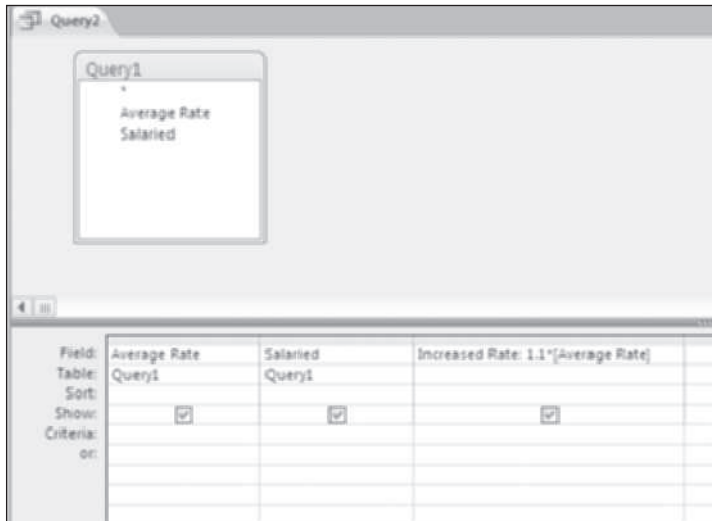 Query2
Query1
*
Average Rate
Salaried
Field: Average Rate Salaried Increased Rate: 1.1*[Average Rate]
Table: Query1 Query1
Sort:
Show:
Criteria:
or: